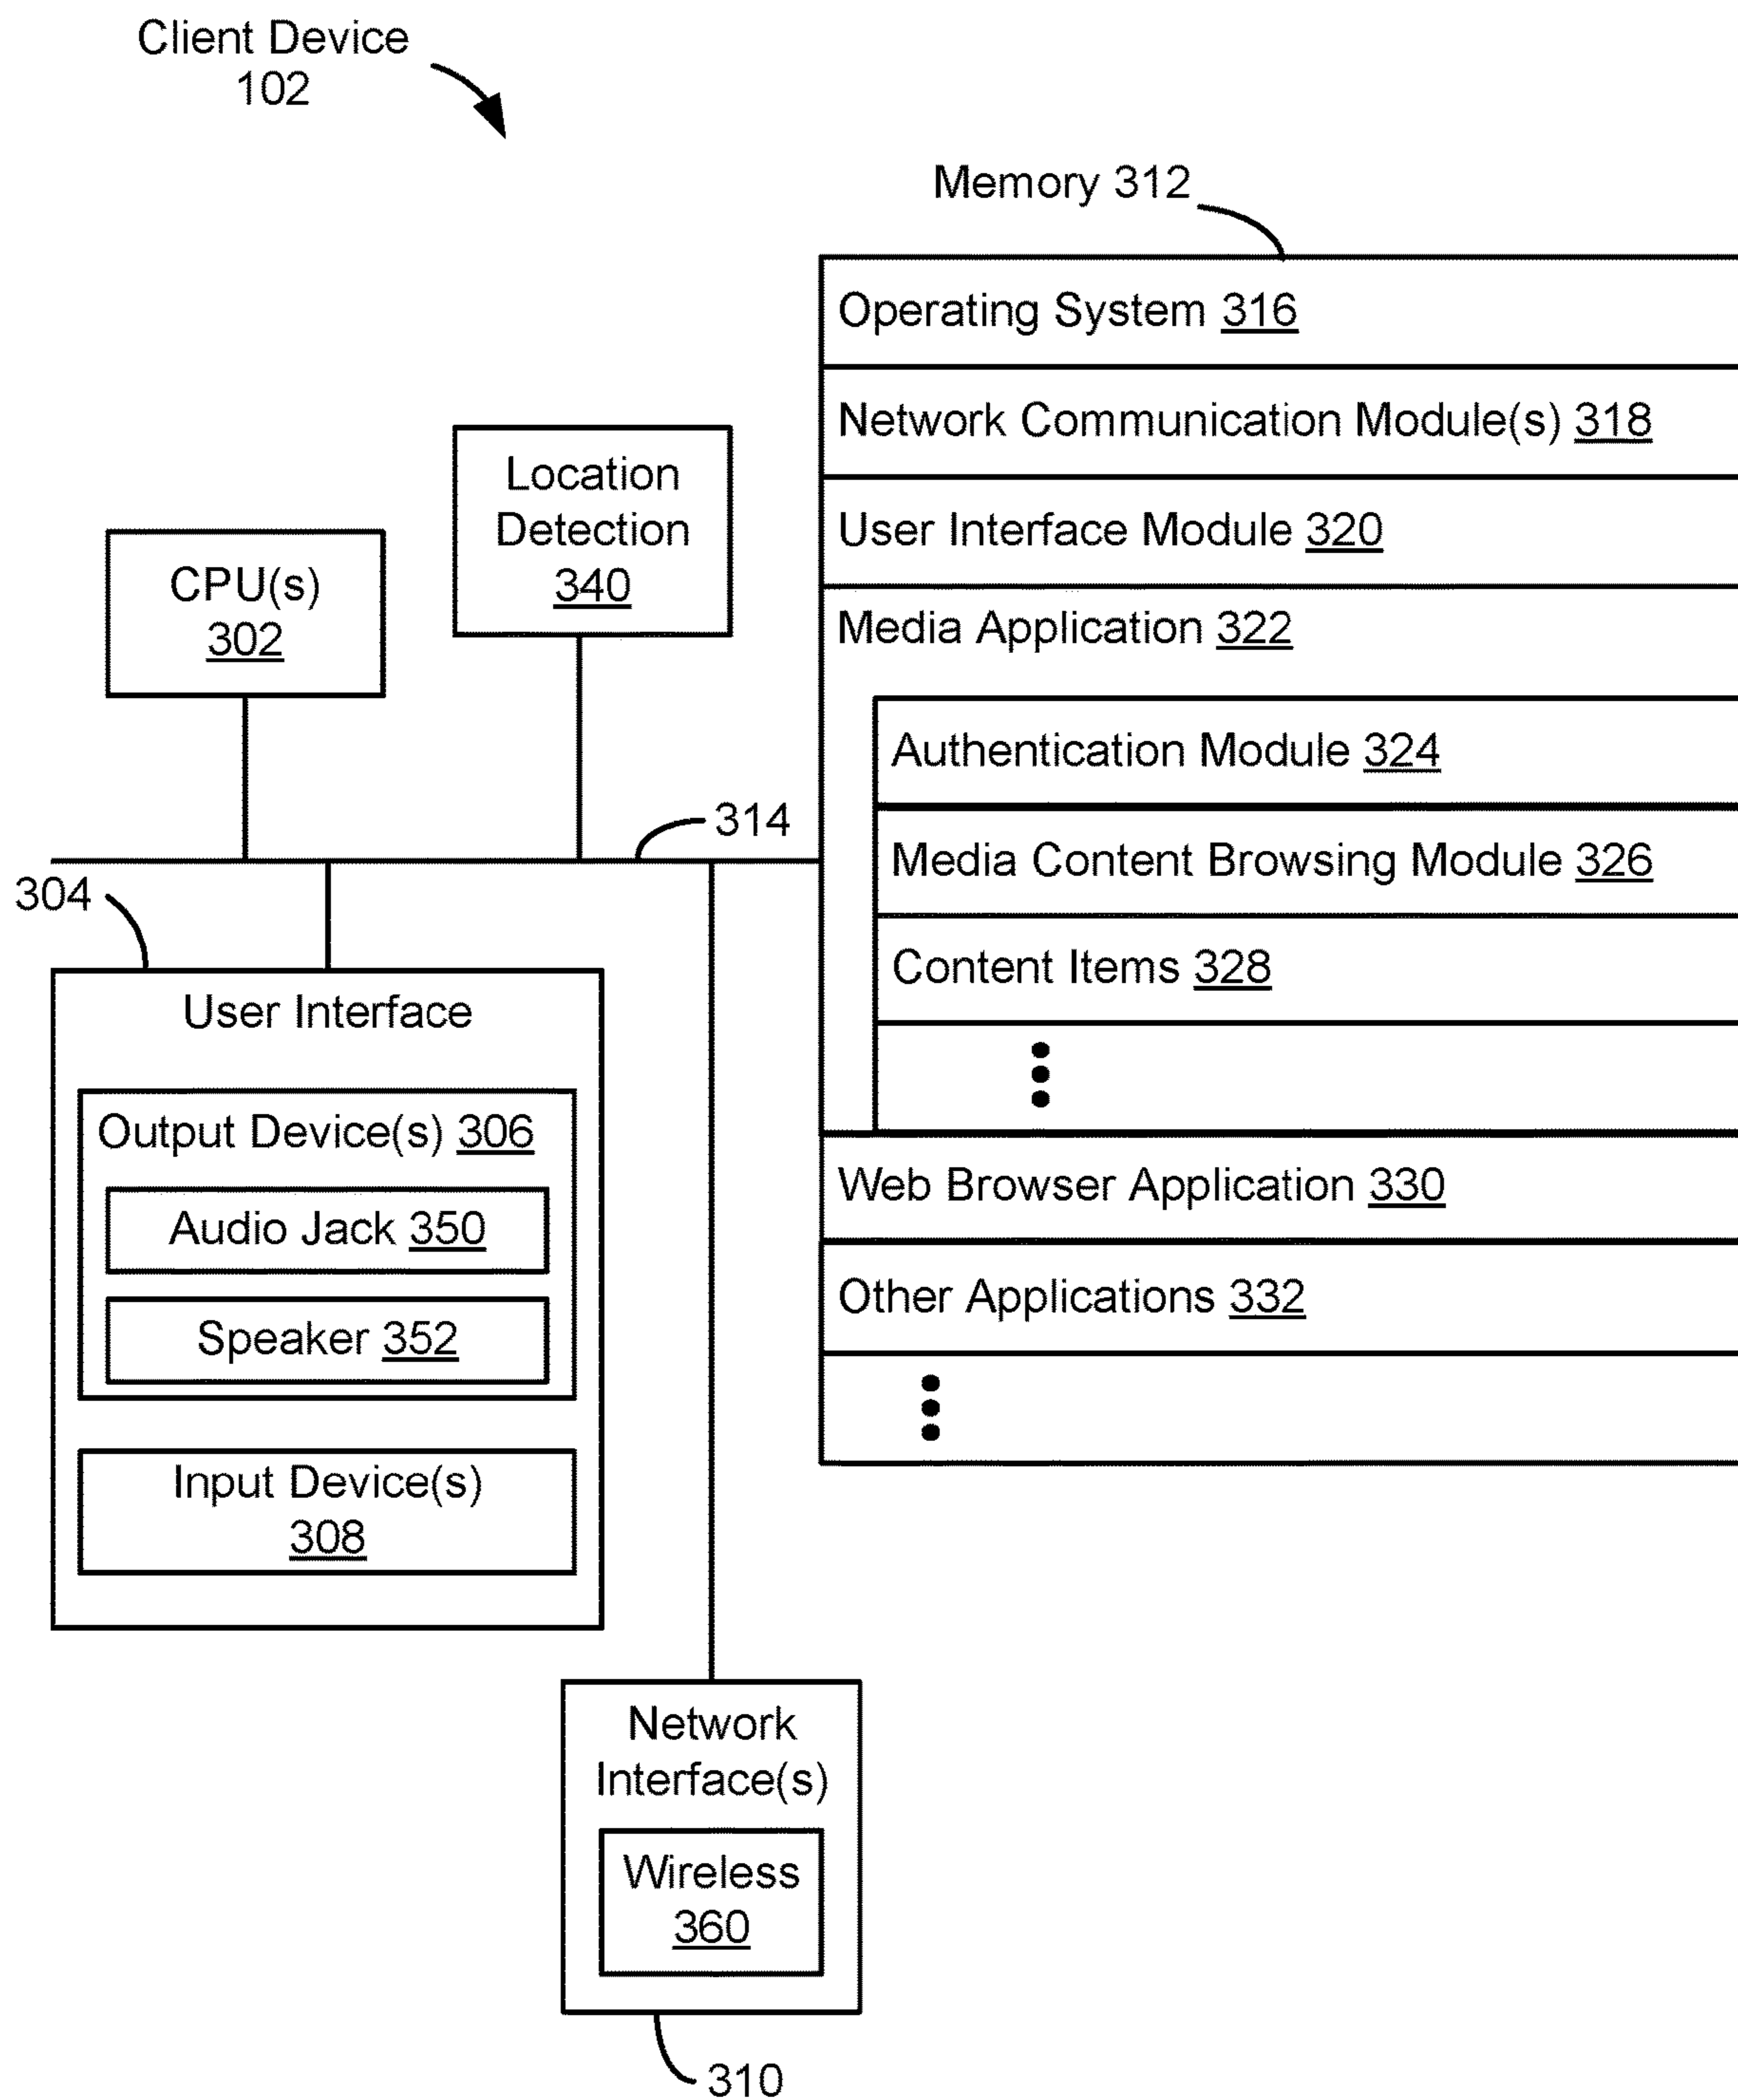 Client Device
102
Memory 312
Operating System 316
Network Communication Module(s) 318
User Interface Module 320
Media Application 322
Authentication Module 324
Media Content Browsing Module 326
Content Items 328
Web Browser Application 330
Other Applications 332
Location
Detection
340
CPU(s)
302
314
304
User Interface
Output Device(s) 306
Audio Jack 350
Speaker 352
Input Device(s)
308
Network
Interface(s)
Wireless
360
310